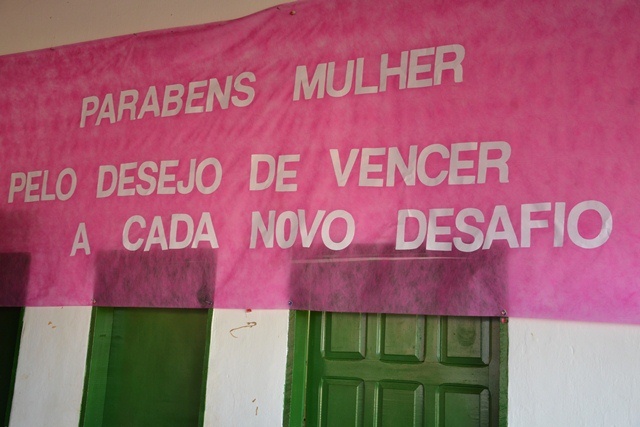 PARABENS MULHER
PELO DESEJO DE VENCER
A CADA NOVO DESAFIO